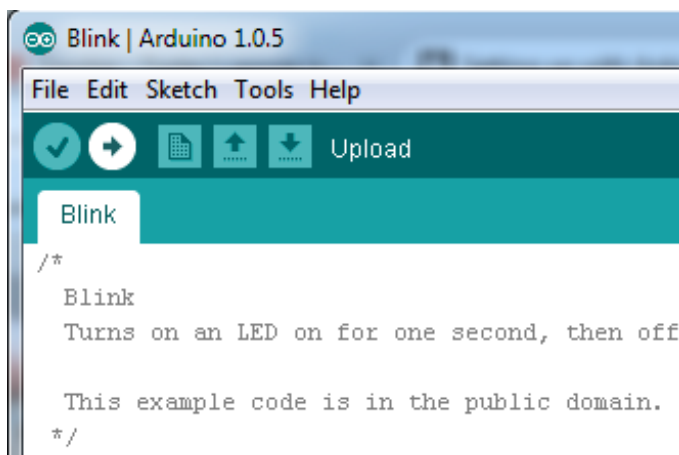 Blink | Arduino 1.0.5
File Edit Sketch Tools Help
Upload
Blink
/*
Blink
Turns on an LED on for one second, then off
This example code is in the public domain.
*/